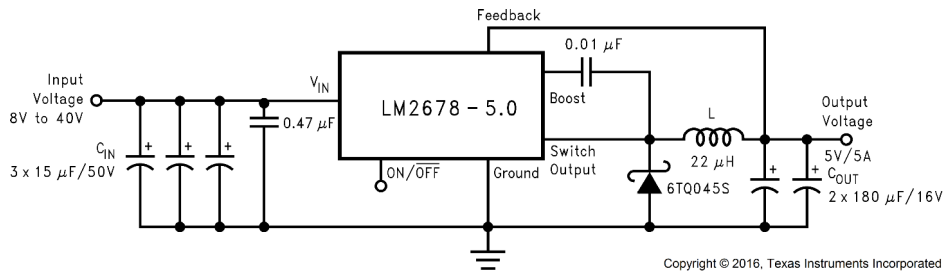 Feedback
0.01 μF
Input
Voltage
8V to 40V
V_IN
LM2678 - 5.0
Boost
L
Output
Voltage
0.47 μF
C_IN
3 x 15 μF/50V
ON/O̅F̅F̅
Ground
Switch
Output
22 μH
5V/5A
6TQ045S
C_OUT
2 x 180 μF/16V
+
+
+
+
+
Copyright © 2016, Texas Instruments Incorporated